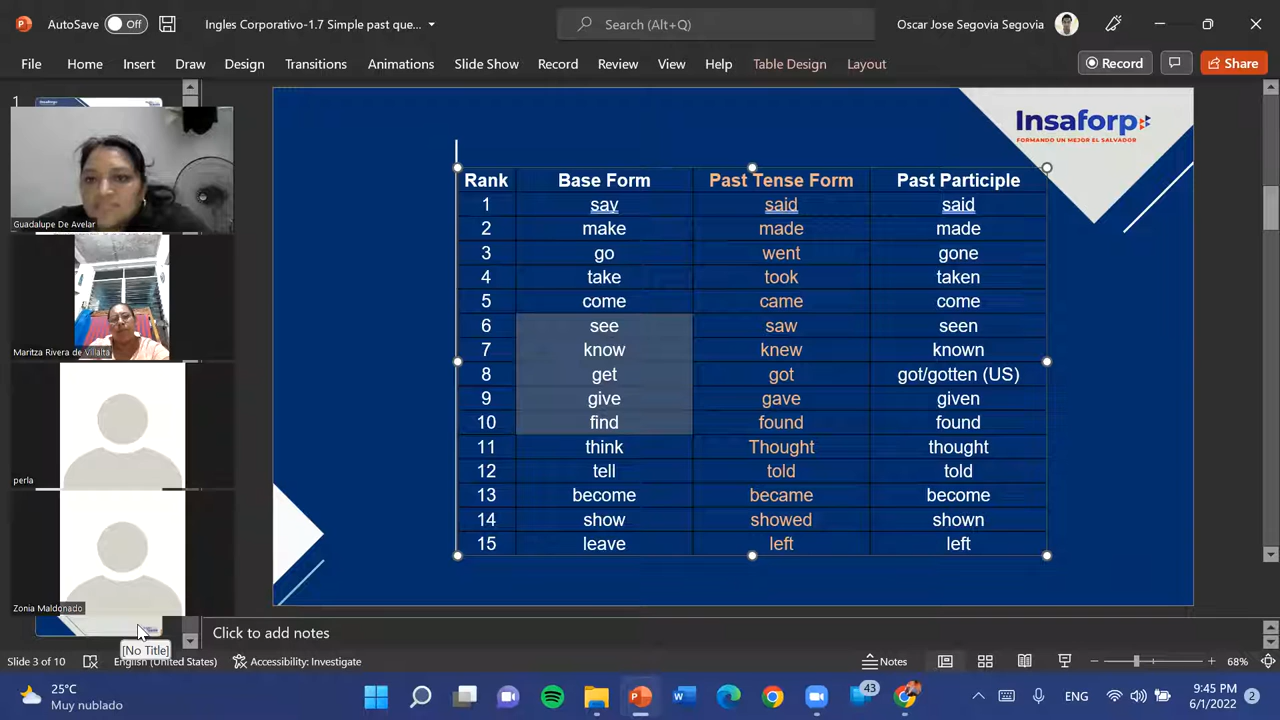 AutoSave Off Ingles Corporativo-1.7 Simple past que... Search (Alt+Q) Oscar Jose Segovia Segovia
File Home Insert Draw Design Transitions Animations Slide Show Record Review View Help Table Design Layout Record Share
1
Guadalupe De Avelar
Maritza Rivera de Villalta
perla
Zonia Maldonado
[No Title]
Insaforp
FORMANDO UN MEJOR EL SALVADOR
Rank Base Form Past Tense Form Past Participle
1 say said said
2 make made made
3 go went gone
4 take took taken
5 come came come
6 see saw seen
7 know knew known
8 get got got/gotten (US)
9 give gave given
10 find found found
11 think Thought thought
12 tell told told
13 become became become
14 show showed shown
15 leave left left
Click to add notes
Slide 3 of 10 English (United States) Accessibility: Investigate Notes 68%
25°C
Muy nublado
43
ENG
9:45 PM
6/1/2022
2